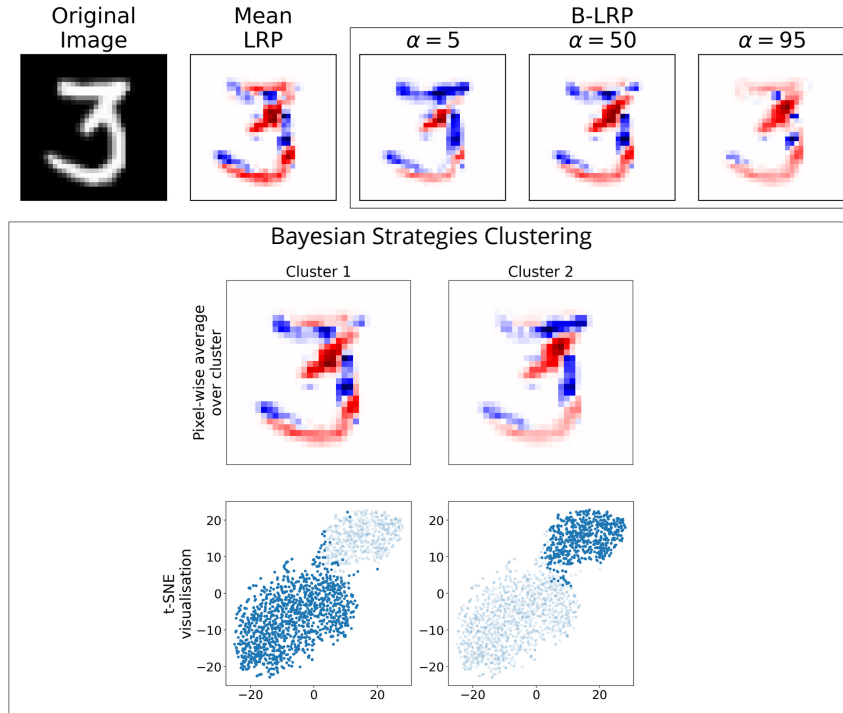 Original
Image
Mean
LRP
B-LRP
α = 5
α = 50
α = 95
Bayesian Strategies Clustering
Cluster 1
Cluster 2
Pixel-wise average
over cluster
t-SNE
visualisation
20
10
0
−10
−20
−20
0
20
20
10
0
−10
−20
−20
0
20